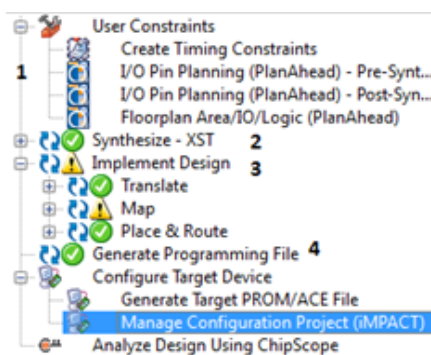 User Constraints
Create Timing Constraints
1 I/O Pin Planning (PlanAhead) - Pre-Synt...
I/O Pin Planning (PlanAhead) - Post-Syn...
Floorplan Area/IO/Logic (PlanAhead)
Synthesize - XST 2
Implement Design 3
Translate
Map
Place & Route
Generate Programming File 4
Configure Target Device
Generate Target PROM/ACE File
Manage Configuration Project (iMPACT)
Analyze Design Using ChipScope